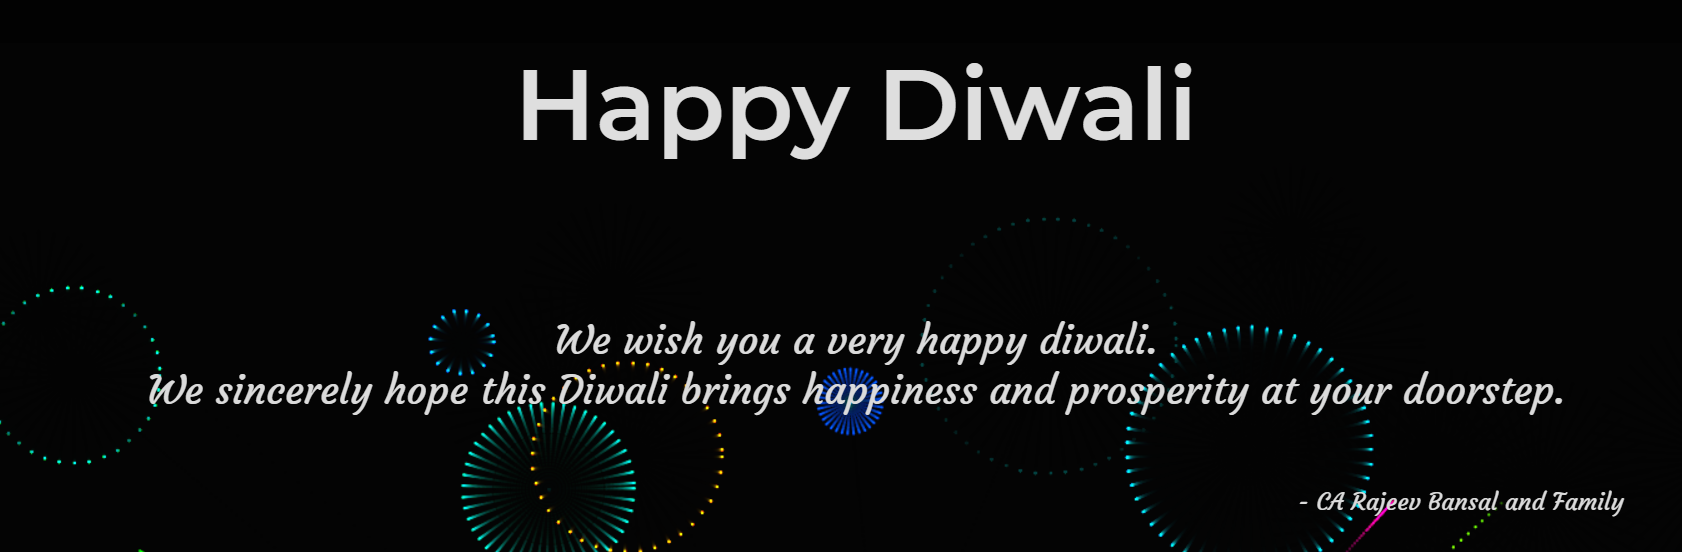 Happy Diwali
We wish you a very happy diwali.
We sincerely hope this Diwali brings happiness and prosperity at your doorstep.
- CA Rajeev Bansal and Family